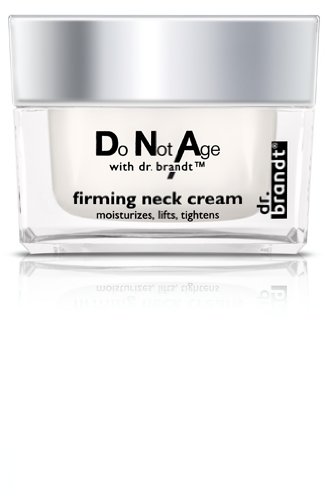 Do Not Age
with dr. brandt™
firming neck cream
moisturizes, lifts, tightens
dr.
brandt®